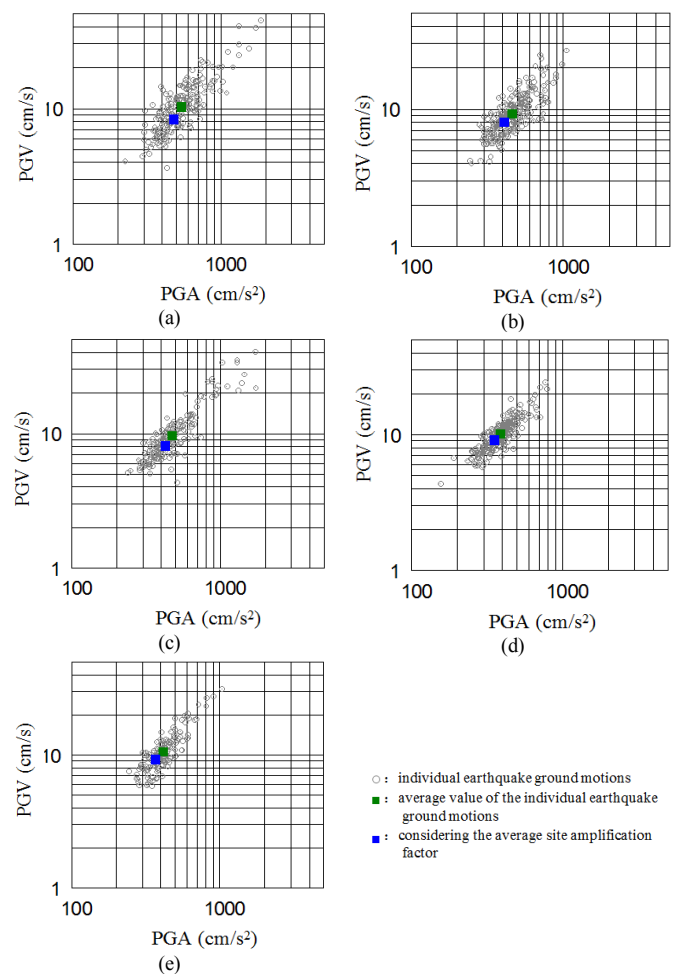 PGV (cm/s)
10
1
100
1000
PGA (cm/s²)
(a)
PGV (cm/s)
10
1
100
1000
PGA (cm/s²)
(b)
PGV (cm/s)
10
1
100
1000
PGA (cm/s²)
(c)
PGV (cm/s)
10
1
100
1000
PGA (cm/s²)
(d)
PGV (cm/s)
10
1
100
1000
PGA (cm/s²)
(e)
○ : individual earthquake ground motions
■ : average value of the individual earthquake
ground motions
■ : considering the average site amplification
factor